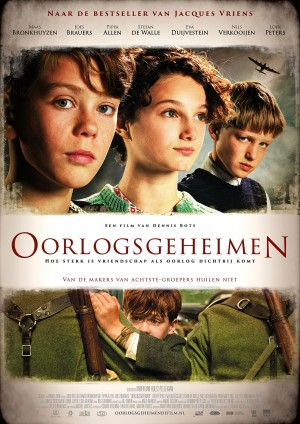 NAAR DE BESTSELLER VAN JACQUES VRIENS
MAAS BRONKHUYZEN
JOES BRAUERS
PIPPA ALLEN
STEFAN DE WALLE
EVA DUIJVESTEIN
NILS VERKOOIJEN
LOEK PETERS
EEN FILM VAN DENNIS BOTS
OORLOGSGEHEIMEN
HOE STERK IS VRIENDSCHAP ALS OORLOG DICHTBIJ KOMT
VAN DE MAKERS VAN ACHTSTE-GROEPERS HUILEN NIET
OORLOGSGEHEIMENDEFILM.NL